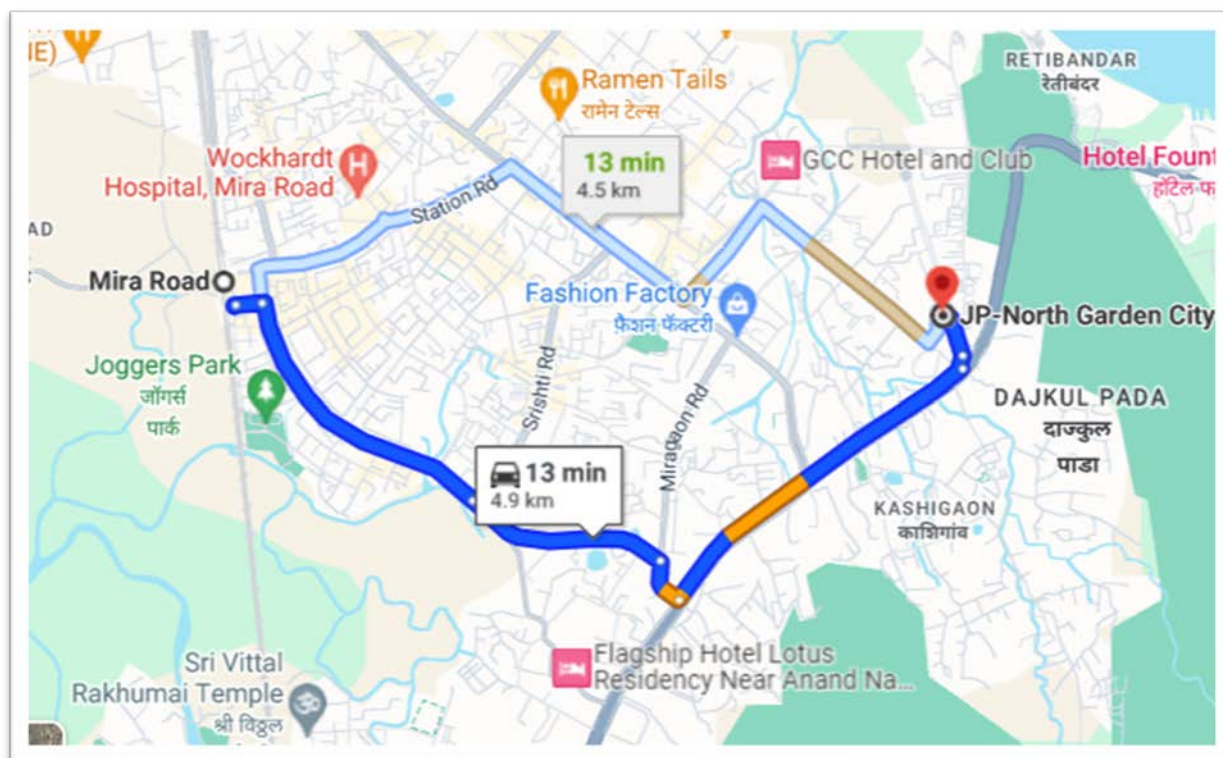 IE)
Ramen Tails
रामेन टेल्स
RETIBANDAR
रेतीबंदर
Wockhardt
Hospital, Mira Road
13 min
4.5 km
GCC Hotel and Club
Hotel Fount
हॉटेल फ
Station Rd
AD
Mira Road
Fashion Factory
फ़ैशन फॅक्टरी
JP-North Garden City
Joggers Park
जॉगर्स
पार्क
Srishti Rd
Miragaon Rd
DAJKUL PADA
दाज्कुल
पाडा
13 min
4.9 km
KASHIGAON
काशिगांव
Flagship Hotel Lotus
Residency Near Anand Na...
Sri Vittal
Rakhumai Temple
श्री विठ्ठल